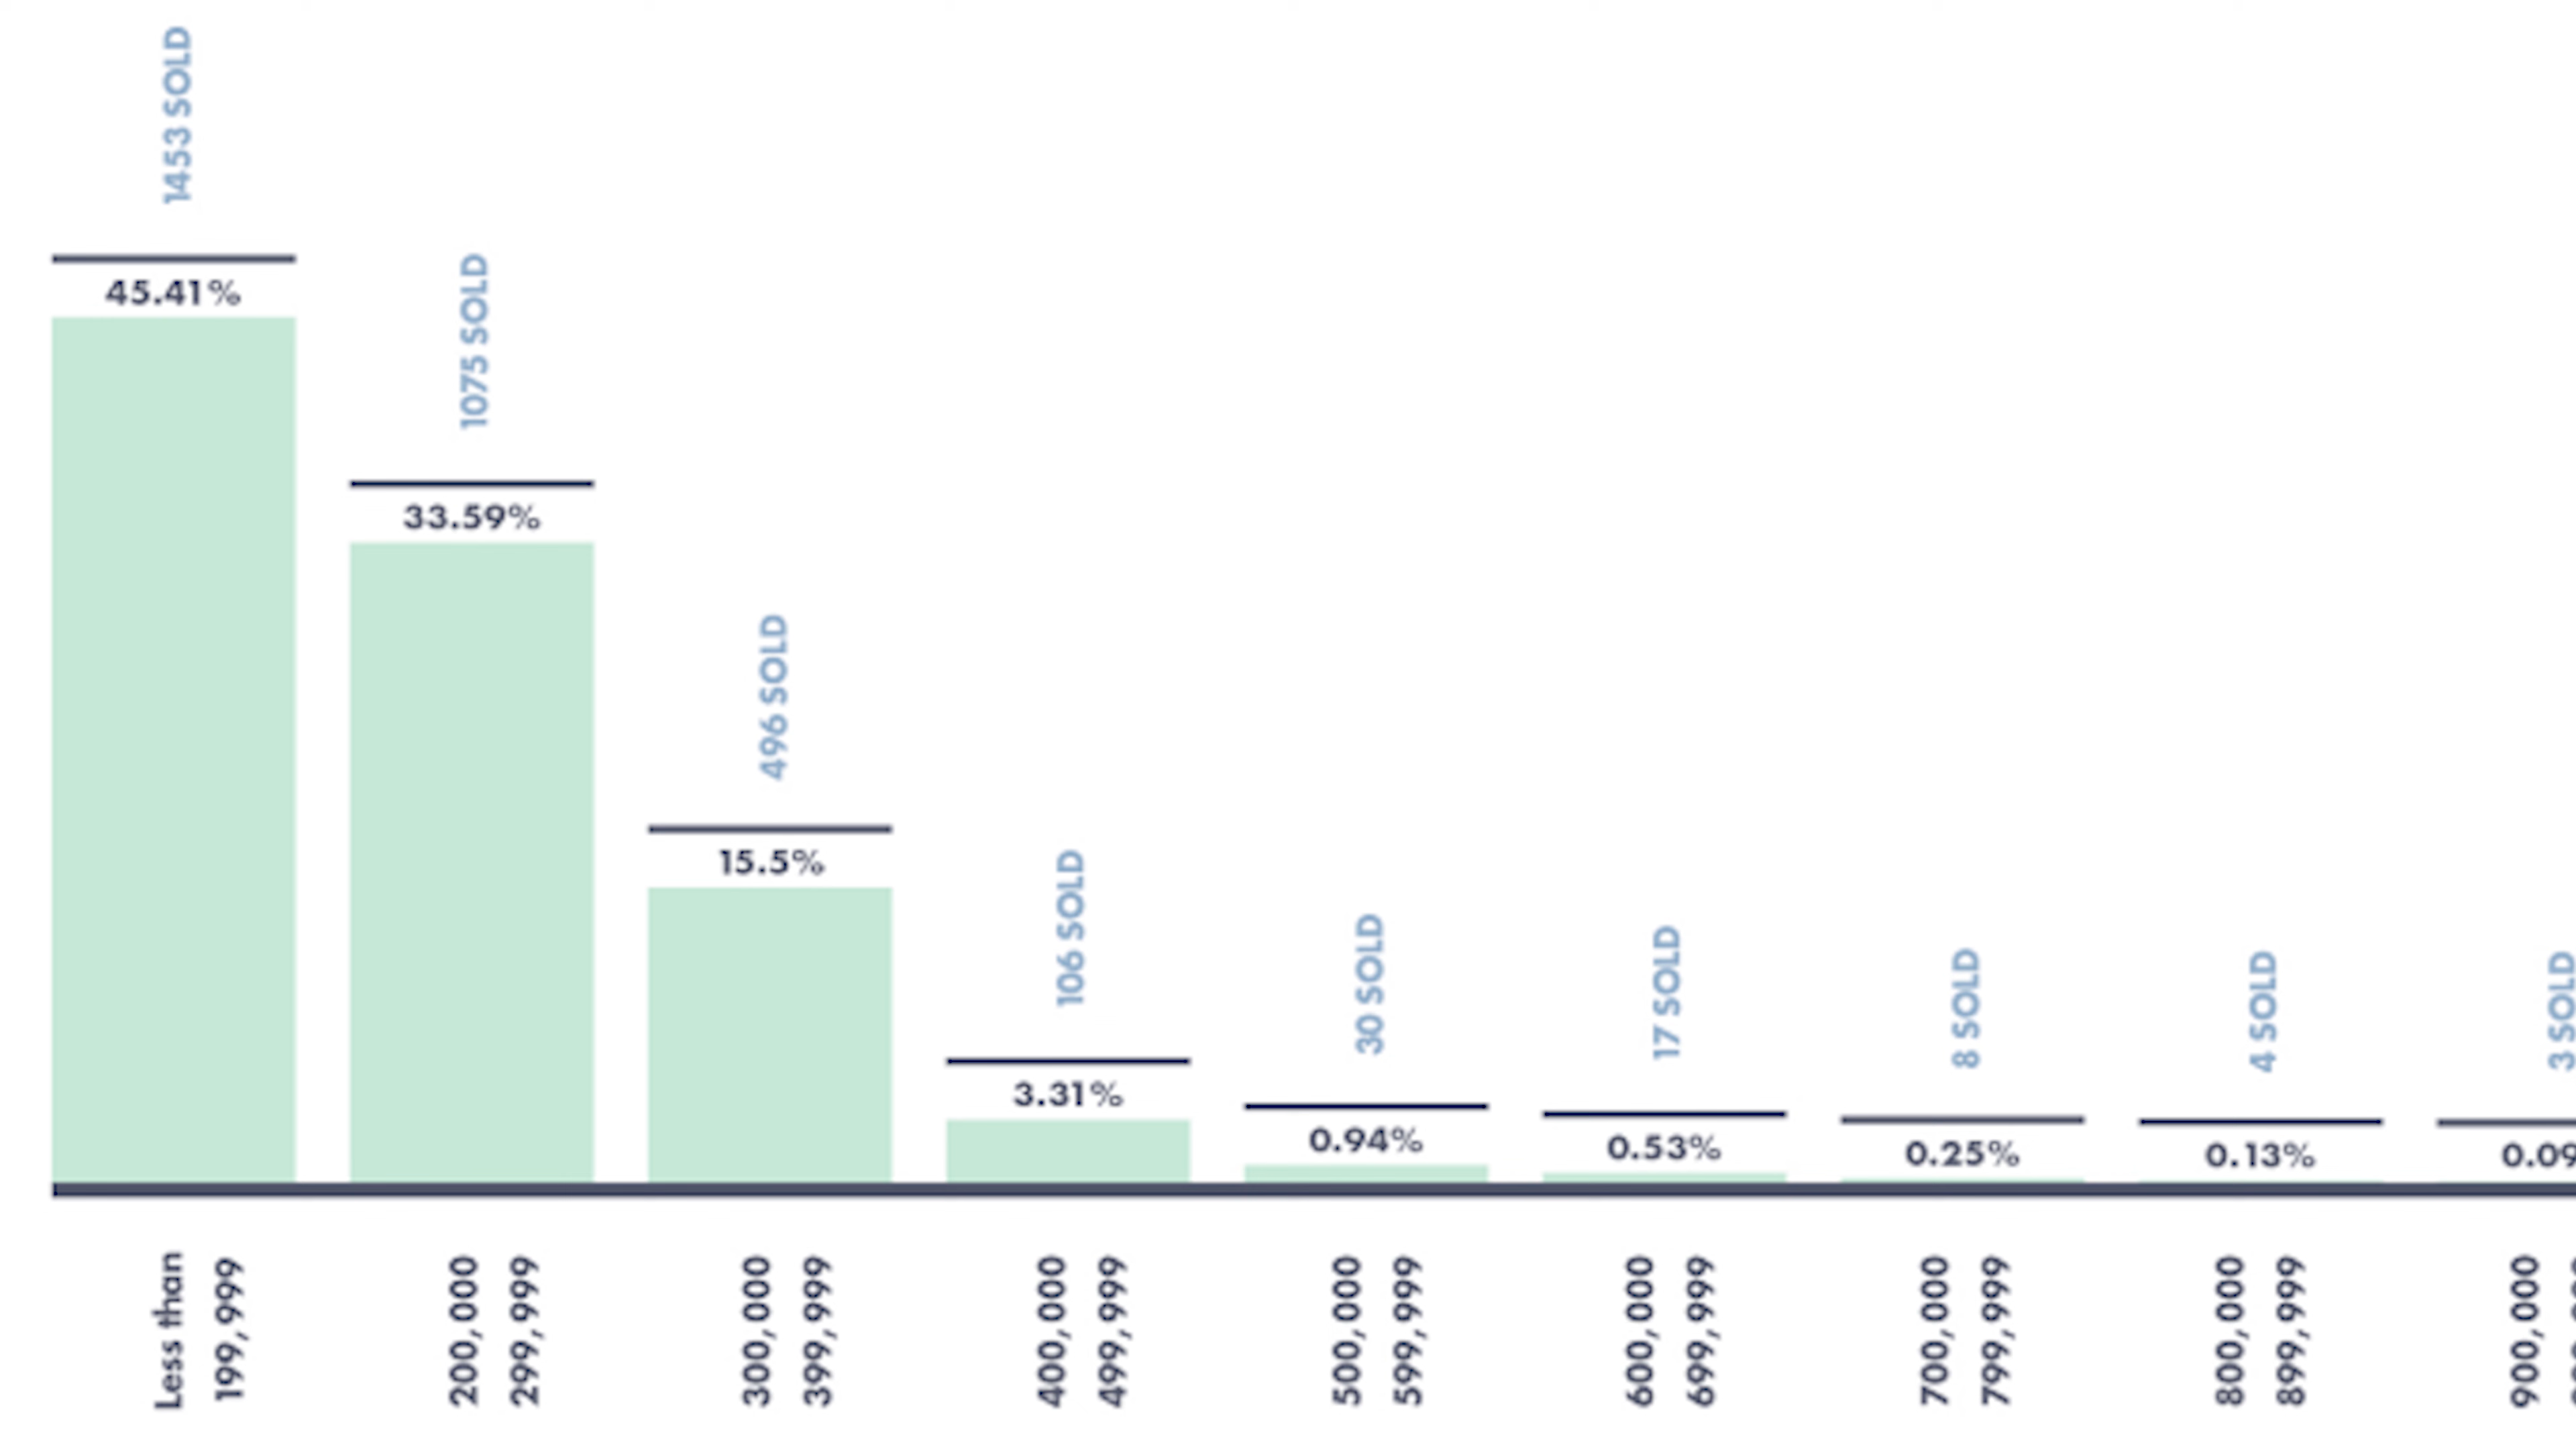 1453 SOLD
45.41%
1075 SOLD
33.59%
496 SOLD
15.5%
106 SOLD
3.31%
30 SOLD
0.94%
17 SOLD
0.53%
8 SOLD
0.25%
4 SOLD
0.13%
3 SOLD
0.09
Less than
199,999
200,000
299,999
300,000
399,999
400,000
499,999
500,000
599,999
600,000
699,999
700,000
799,999
800,000
899,999
900,000